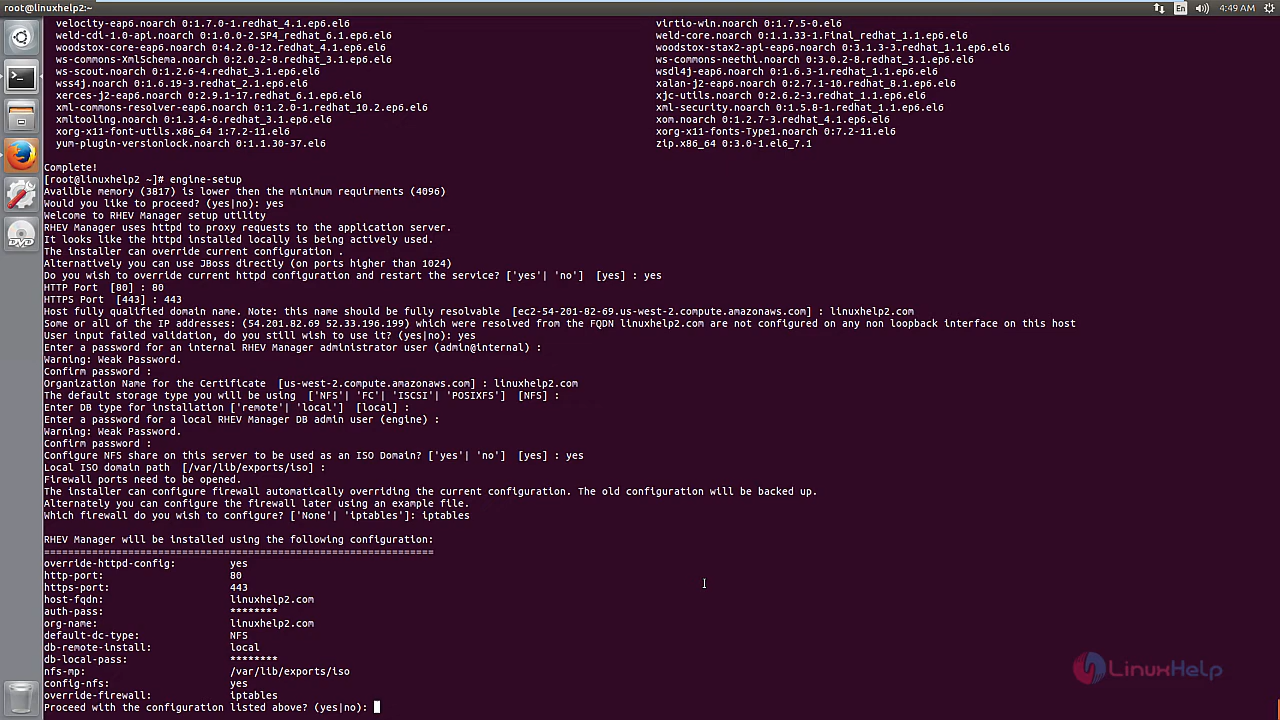 root@linuxhelp2:~
En
4:49 AM
velocity-eap6.noarch 0:1.7.0-1.redhat_4.1.ep6.el6 virtio-win.noarch 0:1.7.5-0.el6
weld-cdi-1.0-api.noarch 0:1.0.0-2.SP4_redhat_6.1.ep6.el6 weld-core.noarch 0:1.1.33-1.Final_redhat_1.1.ep6.el6
woodstox-core-eap6.noarch 0:4.2.0-12.redhat_4.1.ep6.el6 woodstox-stax2-api-eap6.noarch 0:3.1.3-3.redhat_1.1.ep6.el6
ws-commons-XmlSchema.noarch 0:2.0.2-8.redhat_3.1.ep6.el6 ws-commons-neethi.noarch 0:3.0.2-8.redhat_3.1.ep6.el6
ws-scout.noarch 0:1.2.6-4.redhat_3.1.ep6.el6 wsdl4j-eap6.noarch 0:1.6.3-1.redhat_1.1.ep6.el6
wss4j.noarch 0:1.6.19-3.redhat_2.1.ep6.el6 xalan-j2-eap6.noarch 0:2.7.1-10.redhat_8.1.ep6.el6
xerces-j2-eap6.noarch 0:2.9.1-17.redhat_6.1.ep6.el6 xjc-utils.noarch 0:2.6.2-3.redhat_1.1.ep6.el6
xml-commons-resolver-eap6.noarch 0:1.2.0-1.redhat_10.2.ep6.el6 xml-security.noarch 0:1.5.8-1.redhat_3.1.ep6.el6
xmltooling.noarch 0:1.3.4-6.redhat_3.1.ep6.el6 xom.noarch 0:1.2.7-3.redhat_4.1.ep6.el6
xorg-x11-font-utils.x86_64 1:7.2-11.el6 xorg-x11-fonts-Type1.noarch 0:7.2-11.el6
yum-plugin-versionlock.noarch 0:1.1.30-37.el6 zip.x86_64 0:3.0-1.el6_7.1
Complete!
[root@linuxhelp2 ~]# engine-setup
Availble memory (3817) is lower then the minimum requirments (4096)
Would you like to proceed? (yes|no): yes
Welcome to RHEV Manager setup utility
RHEV Manager uses httpd to proxy requests to the application server.
It looks like the httpd installed locally is being actively used.
The installer can override current configuration .
Alternatively you can use JBoss directly (on ports higher than 1024)
Do you wish to override current httpd configuration and restart the service? ['yes'| 'no'] [yes] : yes
HTTP Port [80] : 80
HTTPS Port [443] : 443
Host fully qualified domain name. Note: this name should be fully resolvable [ec2-54-201-82-69.us-west-2.compute.amazonaws.com] : linuxhelp2.com
Some or all of the IP addresses: (54.201.82.69 52.33.196.199) which were resolved from the FQDN linuxhelp2.com are not configured on any non loopback interface on this host
User input failed validation, do you still wish to use it? (yes|no): yes
Enter a password for an internal RHEV Manager administrator user (admin@internal) :
Warning: Weak Password.
Confirm password :
Organization Name for the Certificate [us-west-2.compute.amazonaws.com] : linuxhelp2.com
The default storage type you will be using ['NFS'| 'FC'| 'ISCSI'| 'POSIXFS'] [NFS] :
Enter DB type for installation ['remote'| 'local'] [local] :
Enter a password for a local RHEV Manager DB admin user (engine) :
Warning: Weak Password.
Confirm password :
Configure NFS share on this server to be used as an ISO Domain? ['yes'| 'no'] [yes] : yes
Local ISO domain path [/var/lib/exports/iso] :
Firewall ports need to be opened.
The installer can configure firewall automatically overriding the current configuration. The old configuration will be backed up.
Alternately you can configure the firewall later using an example file.
Which firewall do you wish to configure? ['None'| 'iptables']: iptables
RHEV Manager will be installed using the following configuration:
=================================================================
override-httpd-config: yes
http-port: 80
https-port: 443
host-fqdn: linuxhelp2.com
auth-pass: ********
org-name: linuxhelp2.com
default-dc-type: NFS
db-remote-install: local
db-local-pass: ********
nfs-mp: /var/lib/exports/iso
config-nfs: yes
override-firewall: iptables
Proceed with the configuration listed above? (yes|no):
LinuxHelp
DVD